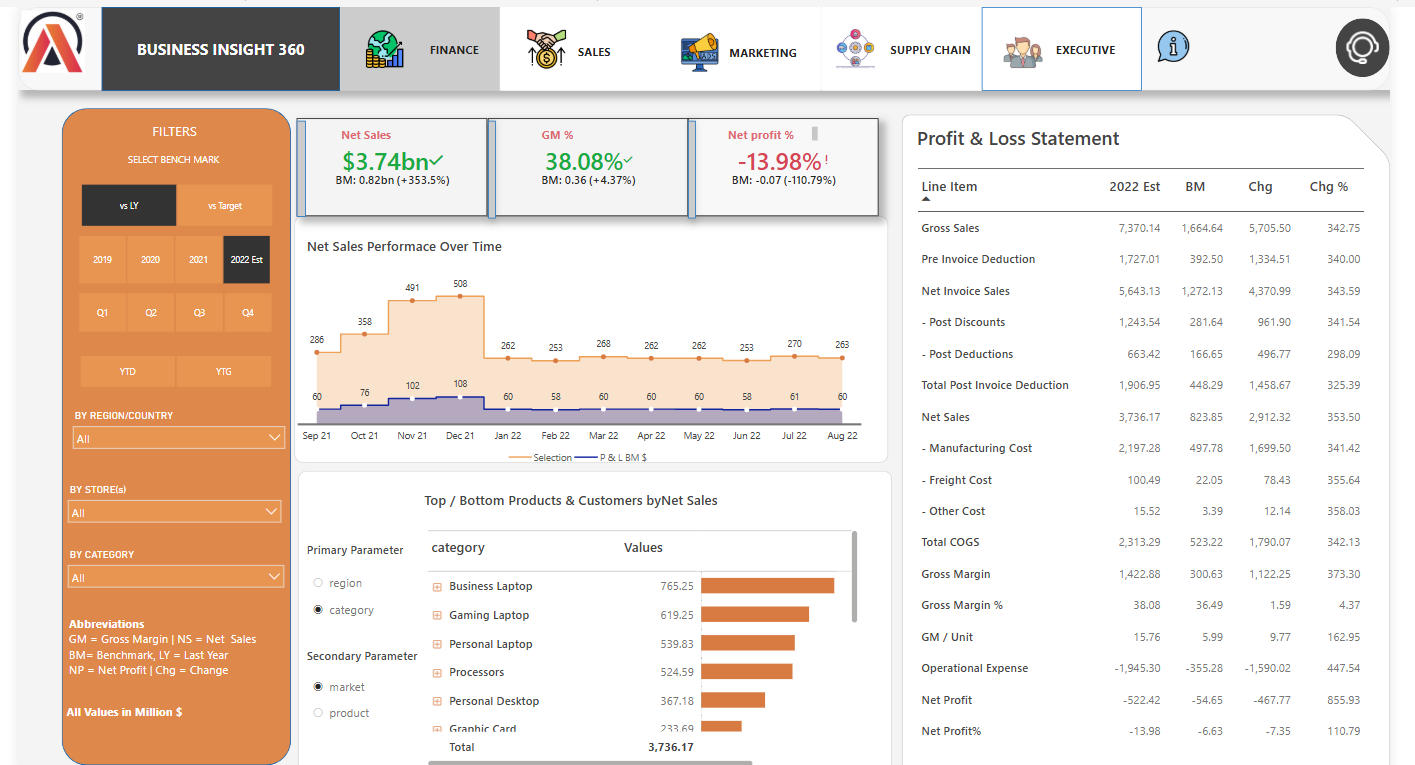 BUSINESS INSIGHT 360
FINANCE
SALES
MARKETING
SUPPLY CHAIN
EXECUTIVE
FILTERS
SELECT BENCH MARK
vs LY vs Target
2019 2020 2021 2022 Est
Q1 Q2 Q3 Q4
YTD YTG
BY REGION/COUNTRY
All
BY STORE(s)
All
BY CATEGORY
All
Abbreviations
GM = Gross Margin | NS = Net Sales
BM= Benchmark, LY = Last Year
NP = Net Profit | Chg = Change
All Values in Million $
Net Sales
$3.74bn
BM: 0.82bn (+353.5%)
GM %
38.08%
BM: 0.36 (+4.37%)
Net profit %
-13.98% !
BM: -0.07 (-110.79%)
Net Sales Performace Over Time
286 358 491 508 262 253 268 262 262 253 270 263
60 76 102 108 60 58 60 60 60 58 61 60
Sep 21 Oct 21 Nov 21 Dec 21 Jan 22 Feb 22 Mar 22 Apr 22 May 22 Jun 22 Jul 22 Aug 22
Selection P & L BM $
Top / Bottom Products & Customers byNet Sales
Primary Parameter
region
category
Secondary Parameter
market
product
category Values
Business Laptop 765.25
Gaming Laptop 619.25
Personal Laptop 539.83
Processors 524.59
Personal Desktop 367.18
Graphic Card 233.69
Total 3,736.17
Profit & Loss Statement
Line Item 2022 Est BM Chg Chg %
Gross Sales 7,370.14 1,664.64 5,705.50 342.75
Pre Invoice Deduction 1,727.01 392.50 1,334.51 340.00
Net Invoice Sales 5,643.13 1,272.13 4,370.99 343.59
- Post Discounts 1,243.54 281.64 961.90 341.54
- Post Deductions 663.42 166.65 496.77 298.09
Total Post Invoice Deduction 1,906.95 448.29 1,458.67 325.39
Net Sales 3,736.17 823.85 2,912.32 353.50
- Manufacturing Cost 2,197.28 497.78 1,699.50 341.42
- Freight Cost 100.49 22.05 78.43 355.64
- Other Cost 15.52 3.39 12.14 358.03
Total COGS 2,313.29 523.22 1,790.07 342.13
Gross Margin 1,422.88 300.63 1,122.25 373.30
Gross Margin % 38.08 36.49 1.59 4.37
GM / Unit 15.76 5.99 9.77 162.95
Operational Expense -1,945.30 -355.28 -1,590.02 447.54
Net Profit -522.42 -54.65 -467.77 855.93
Net Profit% -13.98 -6.63 -7.35 110.79